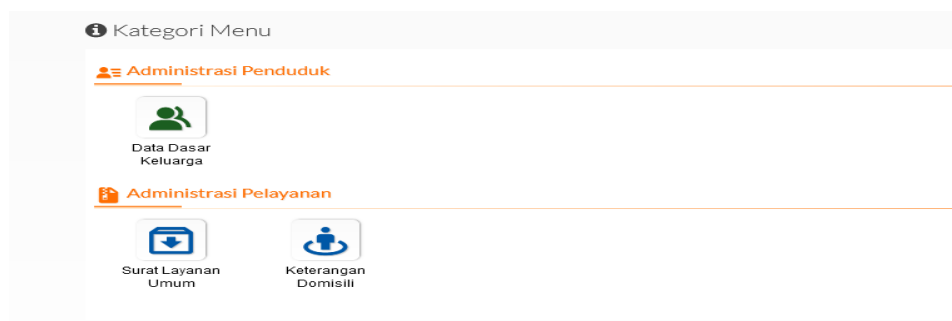 Kategori Menu
Administrasi Penduduk
Data Dasar
Keluarga
Administrasi Pelayanan
Surat Layanan
Umum
Keterangan
Domisili